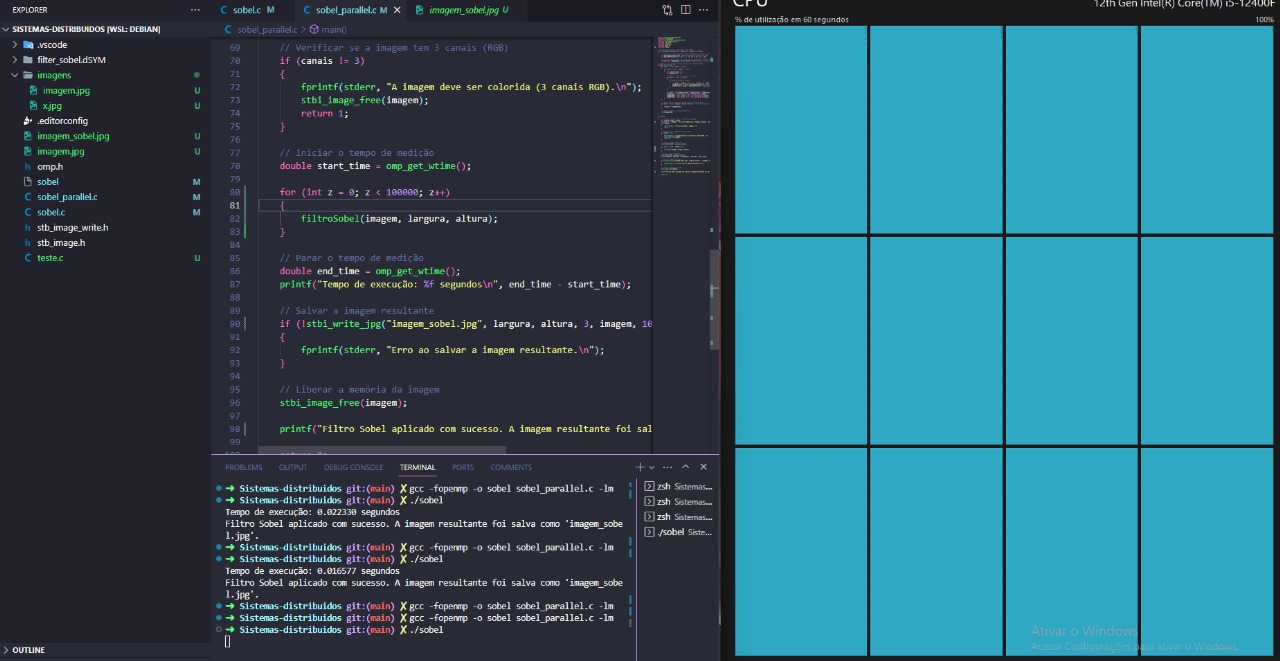 EXPLORER
SISTEMAS-DISTRIBUIDOS [WSL: DEBIAN]
.vscode
filter_sobel.dSYM
imagens
imagem.jpg U
x.jpg U
.editorconfig
imagem_sobel.jpg U
imagem.jpg U
omp.h
sobel M
sobel_parallel.c M
sobel.c M
stb_image_write.h
stb_image.h
teste.c U
OUTLINE
sobel.c M
sobel_parallel.c M
imagem_sobel.jpg U
sobel_parallel.c > main()
69 // Verificar se a imagem tem 3 canais (RGB)
70 if (canais != 3)
71 {
72 fprintf(stderr, "A imagem deve ser colorida (3 canais RGB).\n");
73 stbi_image_free(imagem);
74 return 1;
75 }
76
77 // Iniciar o tempo de medição
78 double start_time = omp_get_wtime();
79
80 for (int z = 0; z < 100000; z++)
81 {
82 filtroSobel(imagem, largura, altura);
83 }
84
85 // Parar o tempo de medição
86 double end_time = omp_get_wtime();
87 printf("Tempo de execução: %f segundos\n", end_time - start_time);
88
89 // Salvar a imagem resultante
90 if (!stbi_write_jpg("imagem_sobel.jpg", largura, altura, 3, imagem, 10
91 {
92 fprintf(stderr, "Erro ao salvar a imagem resultante.\n");
93 }
94
95 // Liberar a memória da imagem
96 stbi_image_free(imagem);
97
98 printf("Filtro Sobel aplicado com sucesso. A imagem resultante foi sal
99
PROBLEMS OUTPUT DEBUG CONSOLE TERMINAL PORTS COMMENTS
➜ Sistemas-distribuidos git:(main) ✗ gcc -fopenmp -o sobel sobel_parallel.c -lm
➜ Sistemas-distribuidos git:(main) ✗ ./sobel
Tempo de execução: 0.022330 segundos
Filtro Sobel aplicado com sucesso. A imagem resultante foi salva como 'imagem_sobe
l.jpg'.
➜ Sistemas-distribuidos git:(main) ✗ gcc -fopenmp -o sobel sobel_parallel.c -lm
➜ Sistemas-distribuidos git:(main) ✗ ./sobel
Tempo de execução: 0.016577 segundos
Filtro Sobel aplicado com sucesso. A imagem resultante foi salva como 'imagem_sobe
l.jpg'.
➜ Sistemas-distribuidos git:(main) ✗ gcc -fopenmp -o sobel sobel_parallel.c -lm
➜ Sistemas-distribuidos git:(main) ✗ gcc -fopenmp -o sobel sobel_parallel.c -lm
➜ Sistemas-distribuidos git:(main) ✗ ./sobel
zsh Sistemas...
zsh Sistemas...
zsh Sistemas...
./sobel Siste...
CPU
12th Gen Intel(R) Core(TM) i5-12400F
% de utilização em 60 segundos
100%
Ativar o Windows
Acesse Configurações para ativar o Windows.